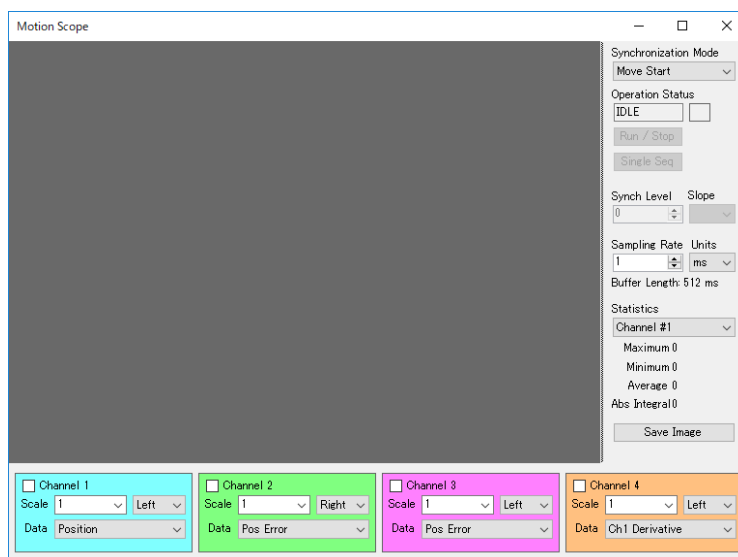 Motion Scope
Synchronization Mode
Move Start
Operation Status
IDLE
Run / Stop
Single Seq
Synch Level Slope
0
Sampling Rate Units
1 ms
Buffer Length: 512 ms
Statistics
Channel #1
Maximum 0
Minimum 0
Average 0
Abs Integral 0
Save Image
Channel 1
Scale 1 Left
Data Position
Channel 2
Scale 1 Right
Data Pos Error
Channel 3
Scale 1 Left
Data Pos Error
Channel 4
Scale 1 Left
Data Ch1 Derivative